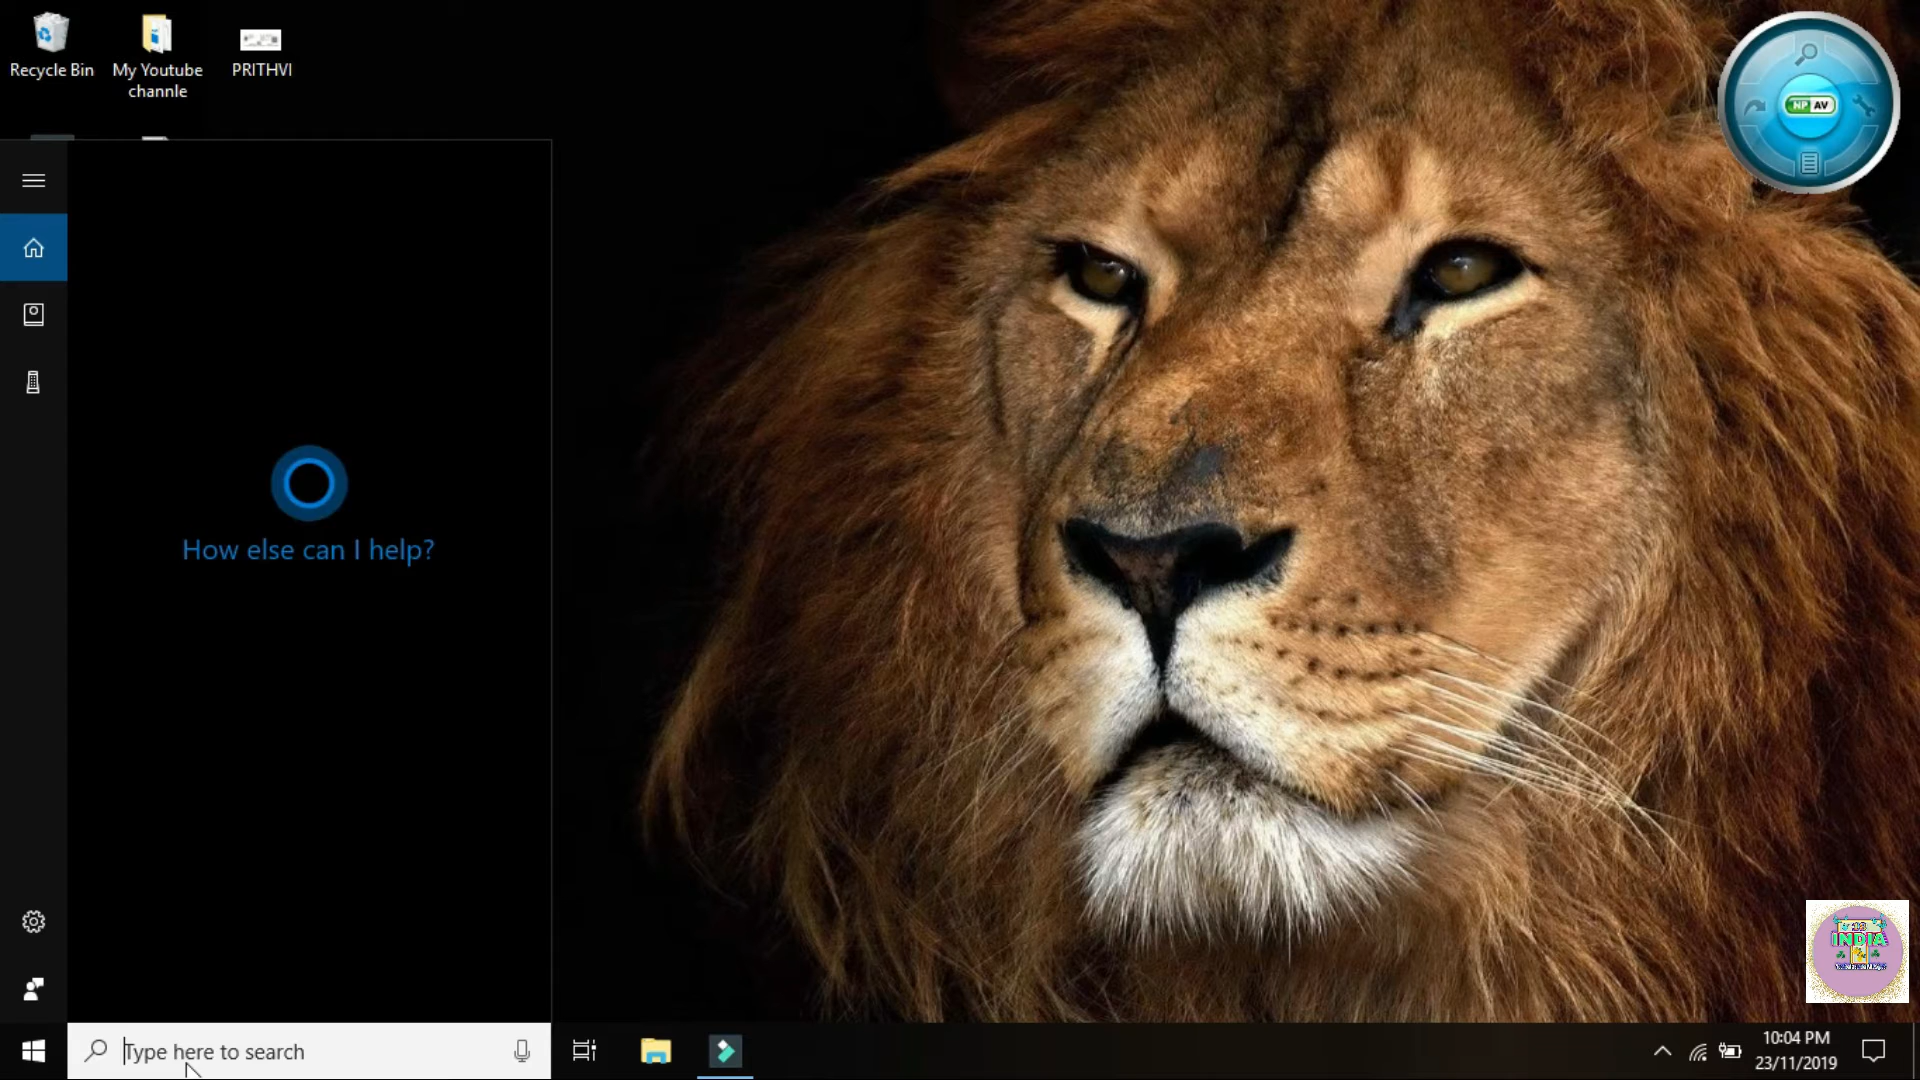 Recycle Bin
My Youtube
channle
PRITHVI
NP AV
How else can I help?
INDIA
Type here to search
10:04 PM
23/11/2019